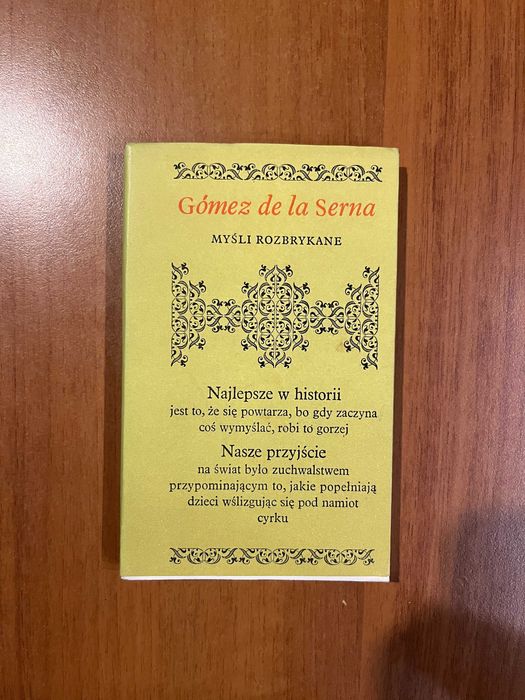 Gómez de la Serna
MYŚLI ROZBRYKANE
Najlepsze w historii
jest to, że się powtarza, bo gdy zaczyna
coś wymyślać, robi to gorzej
Nasze przyjście
na świat było zuchwalstwem
przypominającym to, jakie popełniają
dzieci wślizgując się pod namiot
cyrku